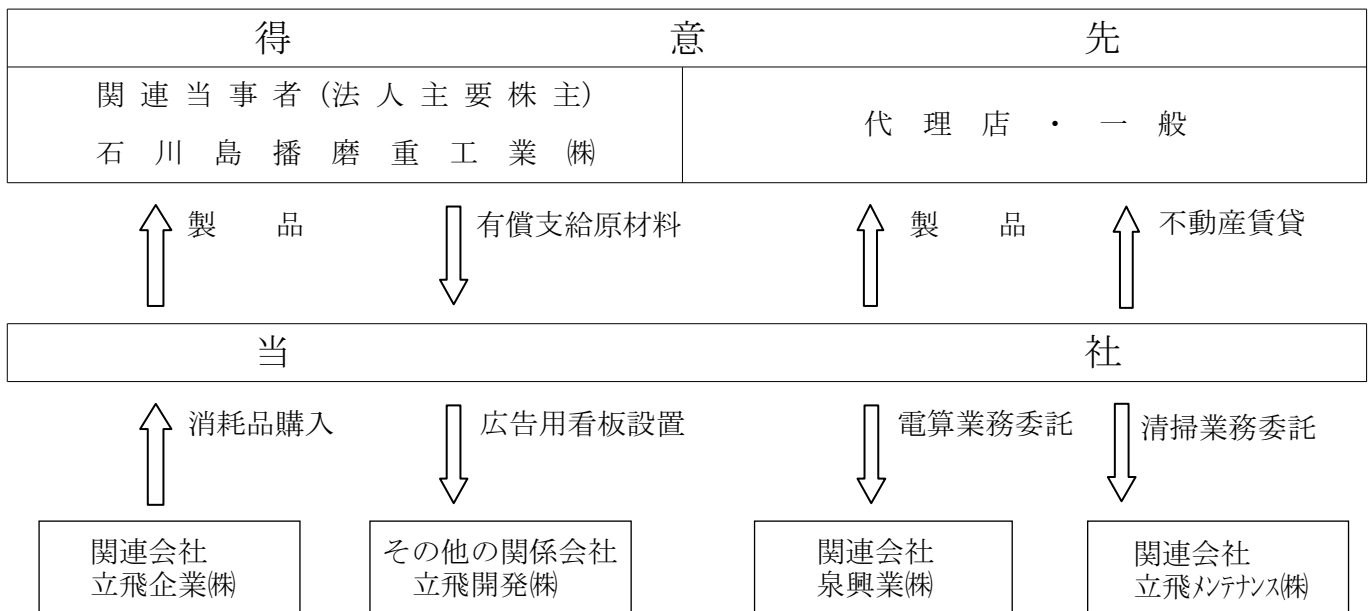 得意先
関連当事者(法人主要株主)
石川島播磨重工業㈱
代理店・一般
製品
有償支給原材料
製品
不動産賃貸
当社
消耗品購入
広告用看板設置
電算業務委託
清掃業務委託
関連会社
立飛企業㈱
その他の関係会社
立飛開発㈱
関連会社
泉興業㈱
関連会社
立飛ﾒﾝﾃﾅﾝｽ㈱